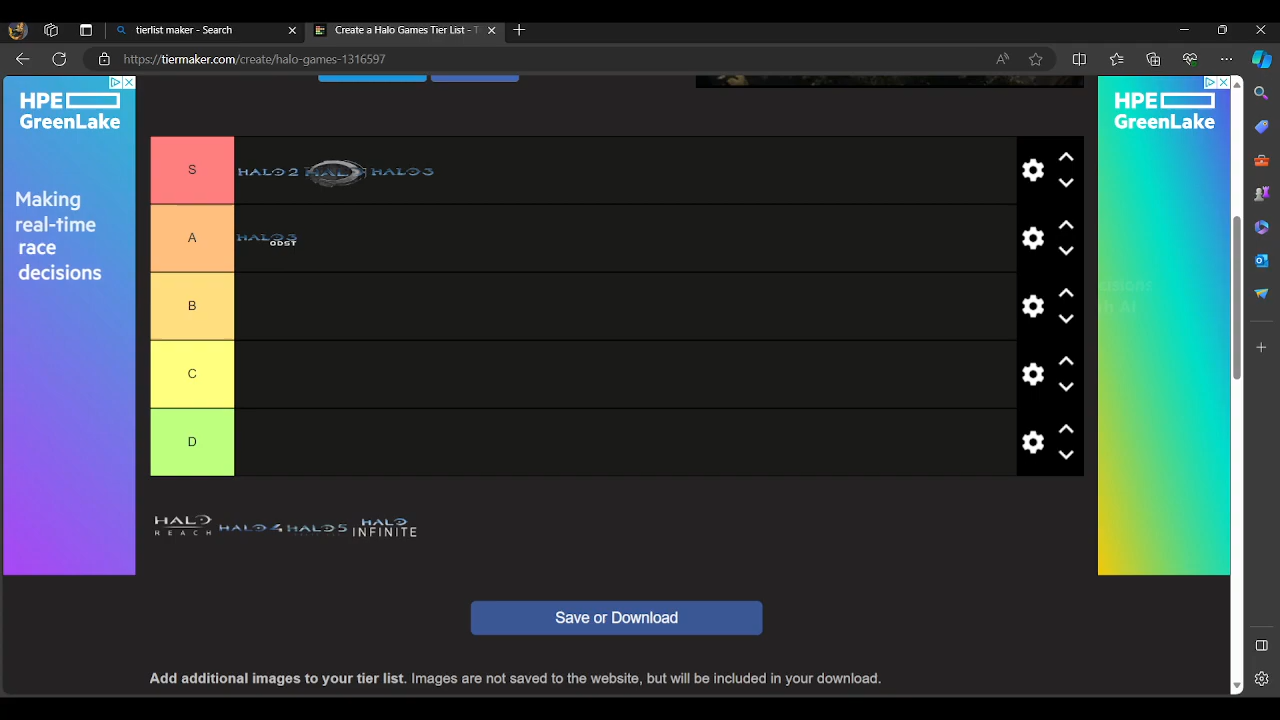 tierlist maker - Search
Create a Halo Games Tier List - T
https://tiermaker.com/create/halo-games-1316597
HPE
GreenLake
Making
real-time
race
decisions
S
HALO 2 HALO HALO 3
A
HALO 3
ODST
B
C
D
HALO
REACH
HALO 4
HALO 5
HALO
INFINITE
Save or Download
Add additional images to your tier list. Images are not saved to the website, but will be included in your download.
HPE
GreenLake